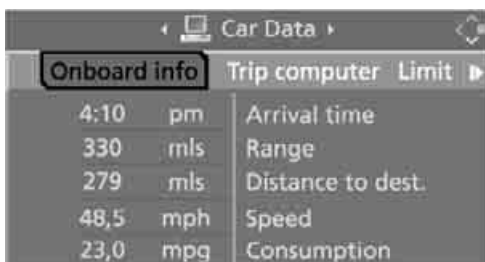 Car Data
Onboard info Trip computer Limit
4:10 pm Arrival time
330 mls Range
279 mls Distance to dest.
48,5 mph Speed
23,0 mpg Consumption